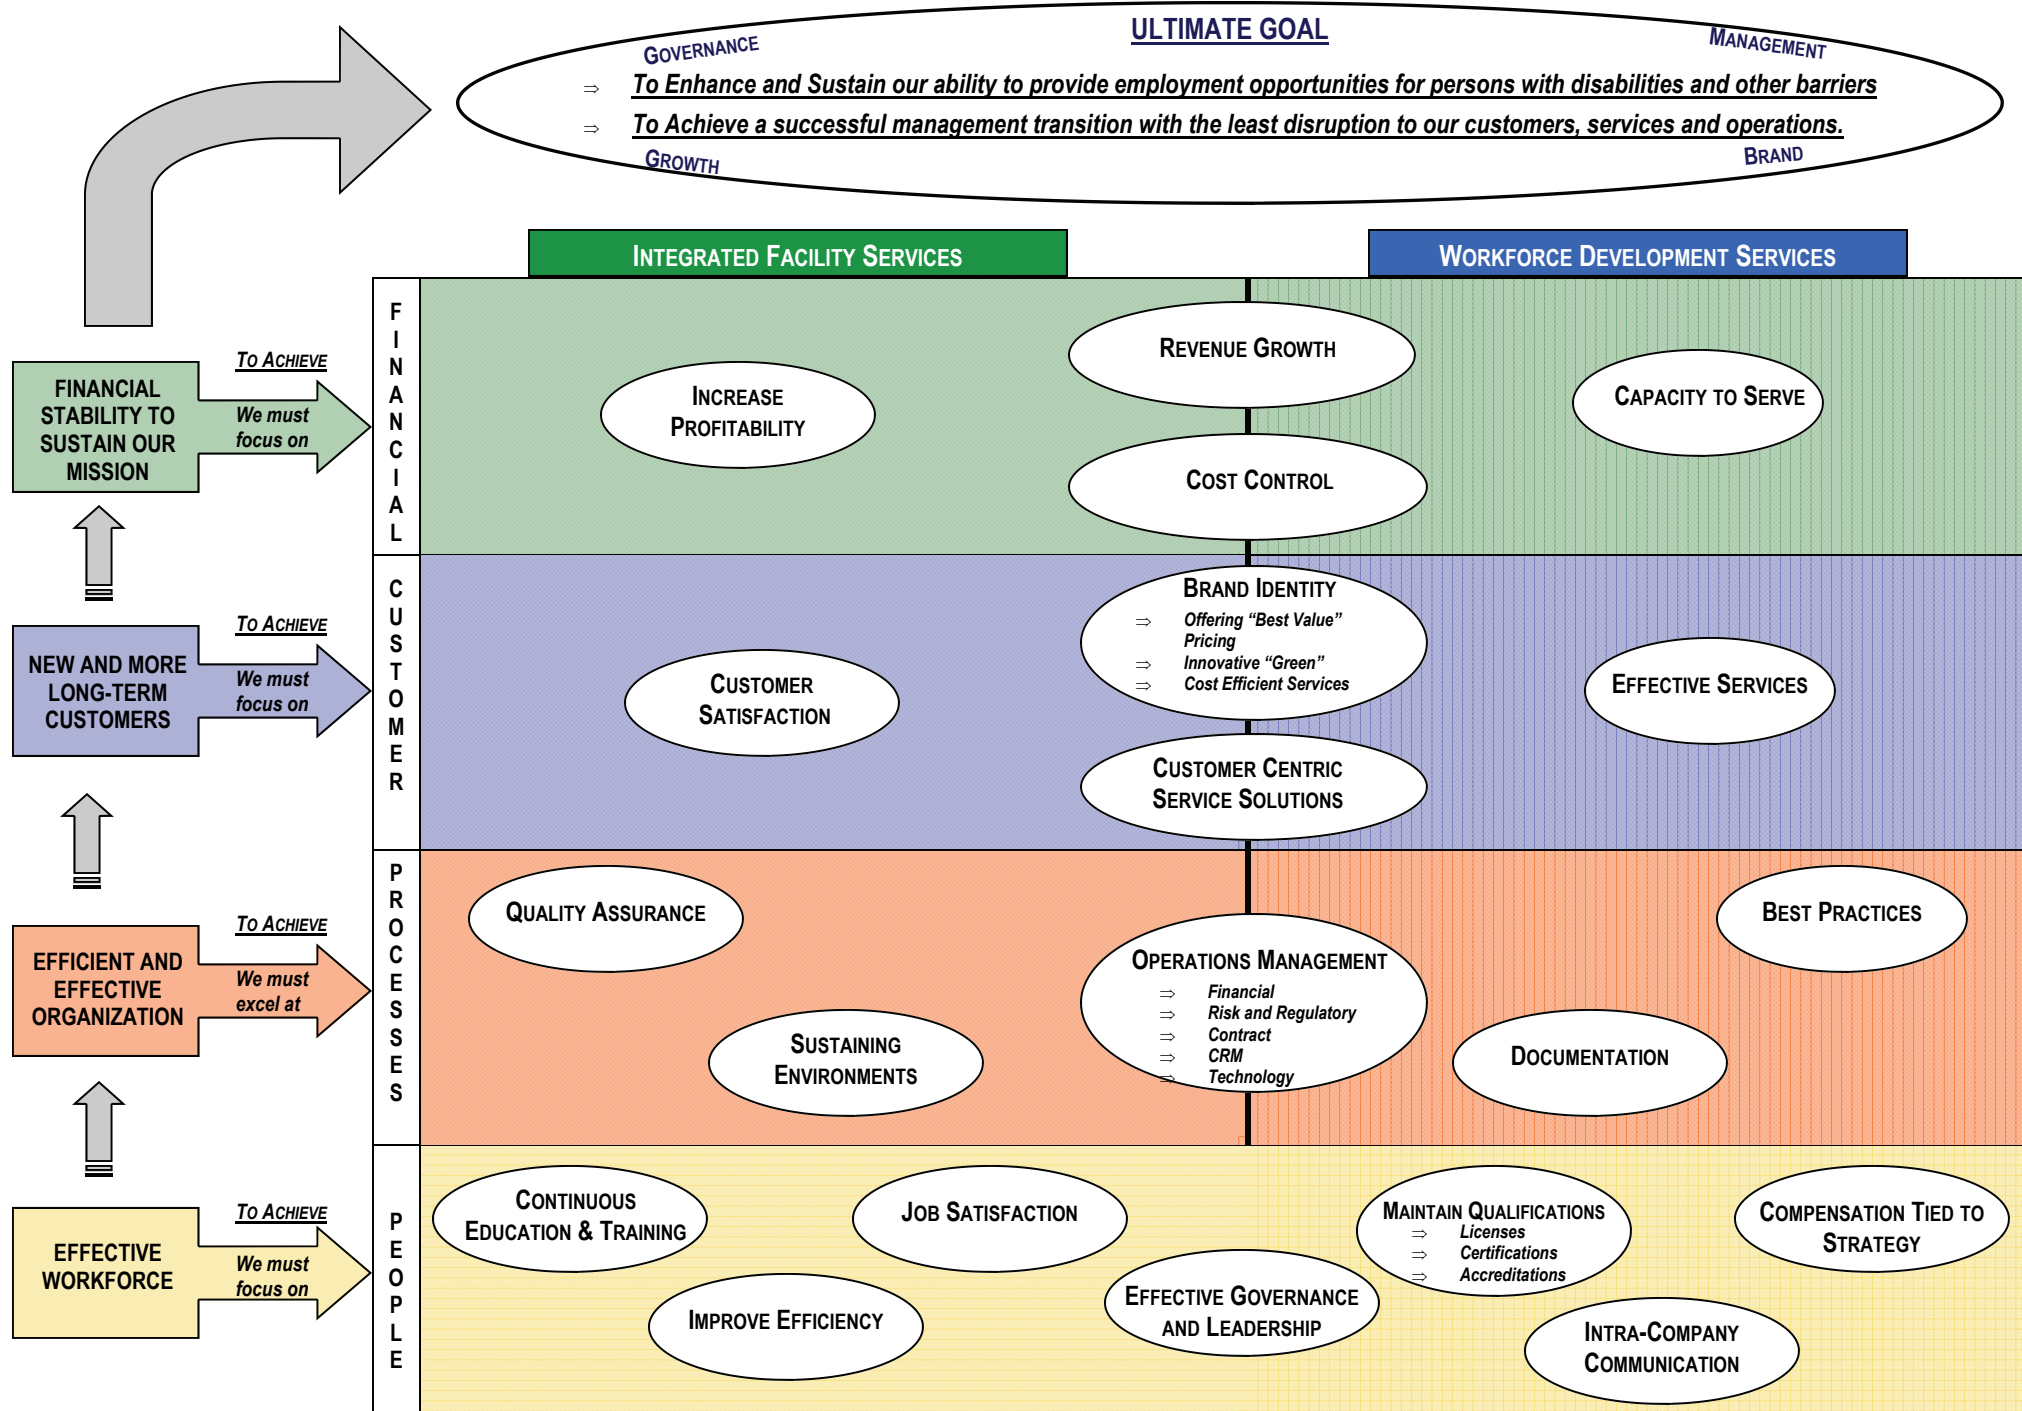 ULTIMATE GOAL
GOVERNANCE
MANAGEMENT
⇒ To Enhance and Sustain our ability to provide employment opportunities for persons with disabilities and other barriers
⇒ To Achieve a successful management transition with the least disruption to our customers, services and operations.
GROWTH
BRAND
INTEGRATED FACILITY SERVICES
WORKFORCE DEVELOPMENT SERVICES
FINANCIAL
STABILITY TO
SUSTAIN OUR
MISSION
TO ACHIEVE
We must
focus on
FINANCIAL
INCREASE
PROFITABILITY
REVENUE GROWTH
COST CONTROL
CAPACITY TO SERVE
NEW AND MORE
LONG-TERM
CUSTOMERS
TO ACHIEVE
We must
focus on
CUSTOMER
CUSTOMER
SATISFACTION
BRAND IDENTITY
⇒ Offering “Best Value”
Pricing
⇒ Innovative “Green”
⇒ Cost Efficient Services
CUSTOMER CENTRIC
SERVICE SOLUTIONS
EFFECTIVE SERVICES
EFFICIENT AND
EFFECTIVE
ORGANIZATION
TO ACHIEVE
We must
excel at
PROCESSES
QUALITY ASSURANCE
SUSTAINING
ENVIRONMENTS
OPERATIONS MANAGEMENT
⇒ Financial
⇒ Risk and Regulatory
⇒ Contract
⇒ CRM
⇒ Technology
BEST PRACTICES
DOCUMENTATION
EFFECTIVE
WORKFORCE
TO ACHIEVE
We must
focus on
PEOPLE
CONTINUOUS
EDUCATION & TRAINING
JOB SATISFACTION
IMPROVE EFFICIENCY
EFFECTIVE GOVERNANCE
AND LEADERSHIP
MAINTAIN QUALIFICATIONS
⇒ Licenses
⇒ Certifications
⇒ Accreditations
COMPENSATION TIED TO
STRATEGY
INTRA-COMPANY
COMMUNICATION